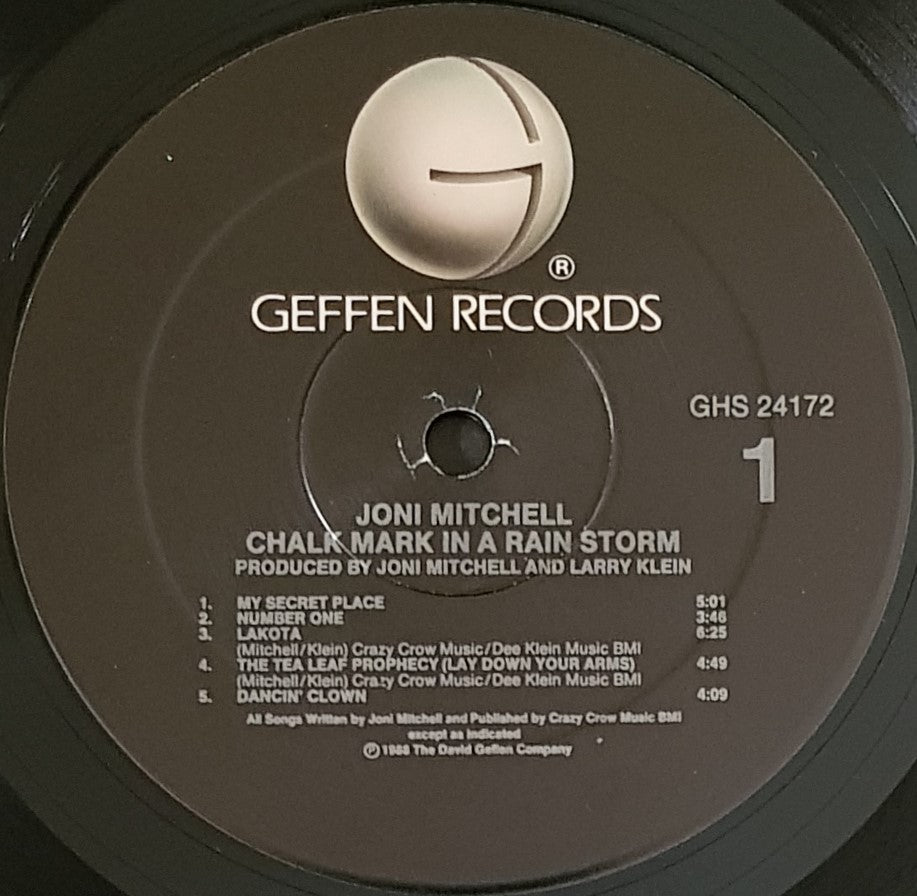 ®
GEFFEN RECORDS
GHS 24172
1
JONI MITCHELL
CHALK MARK IN A RAIN STORM
PRODUCED BY JONI MITCHELL AND LARRY KLEIN
1. MY SECRET PLACE 5:01
2. NUMBER ONE 3:46
3. LAKOTA 6:25
(Mitchell/Klein) Crazy Crow Music/Dee Klein Music BMI
4. THE TEA LEAF PROPHECY (LAY DOWN YOUR ARMS) 4:49
(Mitchell/Klein) Crazy Crow Music/Dee Klein Music BMI
5. DANCIN' CLOWN 4:09
All Songs Written by Joni Mitchell and Published by Crazy Crow Music BMI
except as indicated
℗ 1988 The David Geffen Company